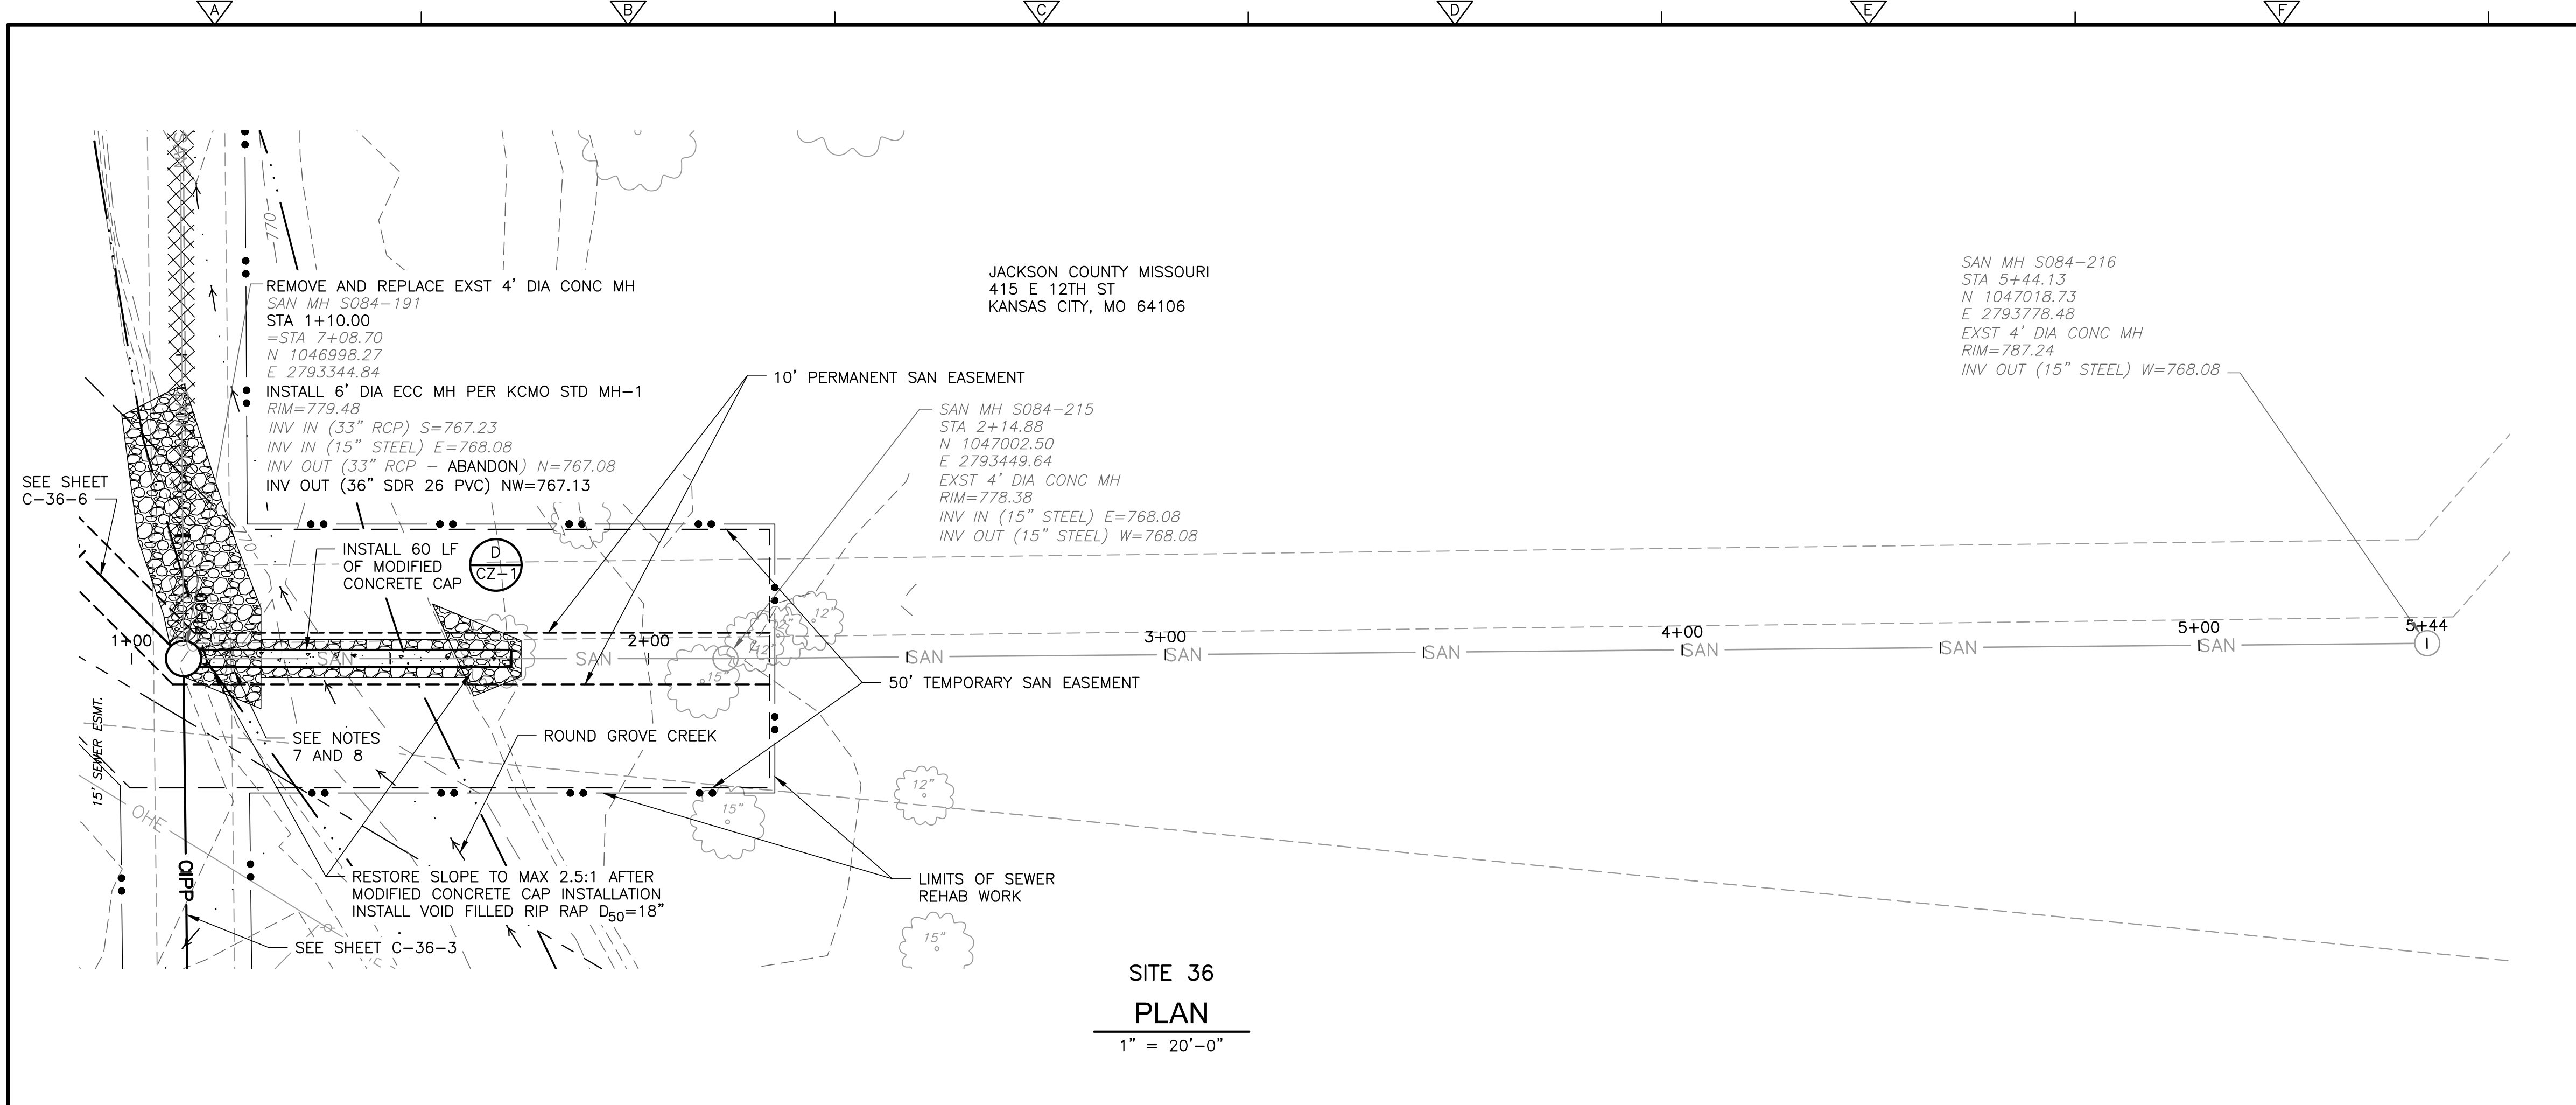 A
B
C
D
E
F
770
REMOVE AND REPLACE EXST 4' DIA CONC MH
SAN MH S084-191
STA 1+10.00
=STA 7+08.70
N 1046998.27
E 2793344.84
INSTALL 6' DIA ECC MH PER KCMO STD MH-1
RIM=779.48
INV IN (33" RCP) S=767.23
INV IN (15" STEEL) E=768.08
INV OUT (33" RCP - ABANDON) N=767.08
INV OUT (36" SDR 26 PVC) NW=767.13
JACKSON COUNTY MISSOURI
415 E 12TH ST
KANSAS CITY, MO 64106
SAN MH S084-216
STA 5+44.13
N 1047018.73
E 2793778.48
EXST 4' DIA CONC MH
RIM=787.24
INV OUT (15" STEEL) W=768.08
10' PERMANENT SAN EASEMENT
SAN MH S084-215
STA 2+14.88
N 1047002.50
E 2793449.64
EXST 4' DIA CONC MH
RIM=778.38
INV IN (15" STEEL) E=768.08
INV OUT (15" STEEL) W=768.08
SEE SHEET
C-36-6
INSTALL 60 LF
OF MODIFIED
CONCRETE CAP
D
CZ-1
1+00
2+00
3+00
4+00
5+00
5+44
SAN
SAN
SAN
SAN
SAN
SAN
SAN
SAN
12"
12"
15"
50' TEMPORARY SAN EASEMENT
15' SEWER ESMT.
SEE NOTES
7 AND 8
ROUND GROVE CREEK
OHE
15"
12"
CIPP
RESTORE SLOPE TO MAX 2.5:1 AFTER
MODIFIED CONCRETE CAP INSTALLATION
INSTALL VOID FILLED RIP RAP D50=18"
LIMITS OF SEWER
REHAB WORK
15"
SEE SHEET C-36-3
SITE 36
PLAN
1" = 20'-0"